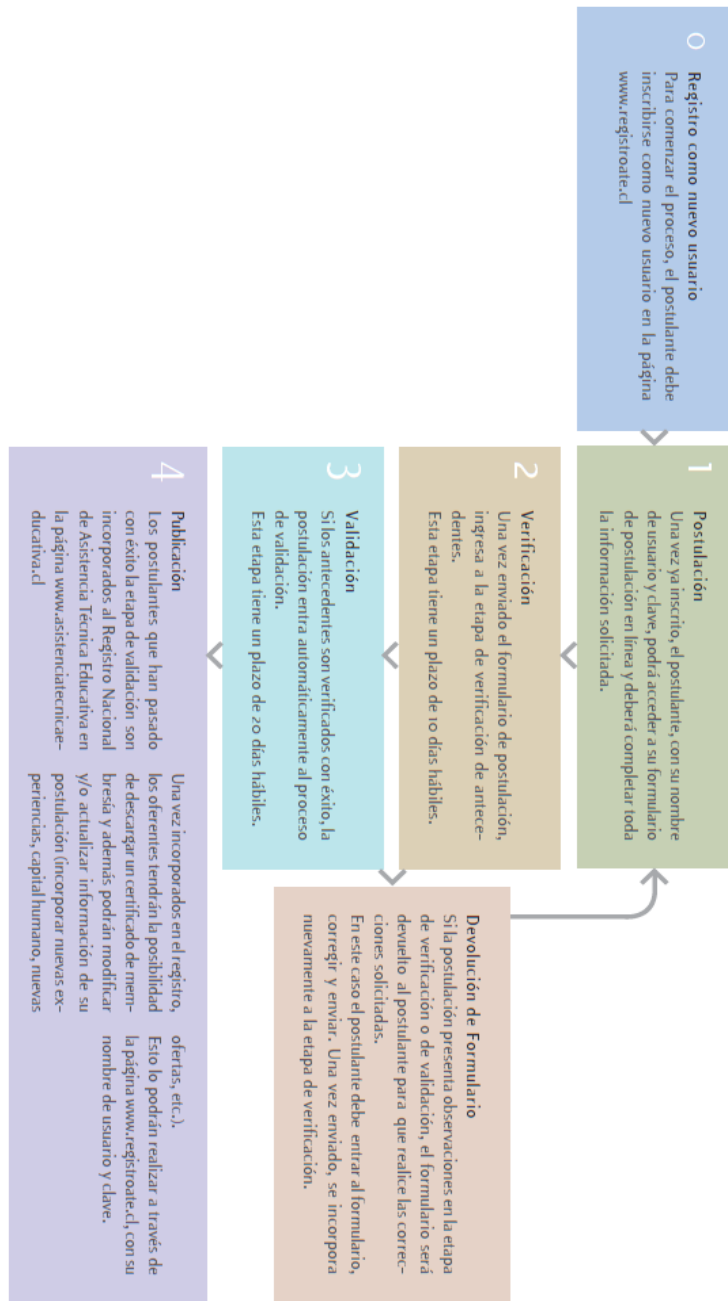 0
Registro como nuevo usuario
Para comenzar el proceso, el postulante debe
inscribirse como nuevo usuario en la página
www.registroate.cl
1
Postulación
Una vez ya inscrito, el postulante, con su nombre
de usuario y clave, podrá acceder a su formulario
de postulación en línea y deberá completar toda
la información solicitada.
2
Verificación
Una vez enviado el formulario de postulación,
ingresa a la etapa de verificación de antece-
dentes.
Esta etapa tiene un plazo de 10 días hábiles.
3
Validación
Si los antecedentes son verificados con éxito, la
postulación entra automáticamente al proceso
de validación.
Esta etapa tiene un plazo de 20 días hábiles.
Devolución de Formulario
Si la postulación presenta observaciones en la etapa
de verificación o de validación, el formulario será
devuelto al postulante para que realice las correc-
ciones solicitadas.
En este caso el postulante debe entrar al formulario,
corregir y enviar. Una vez enviado, se incorpora
nuevamente a la etapa de verificación.
4
Publicación
Los postulantes que han pasado
con éxito la etapa de validación son
incorporados al Registro Nacional
de Asistencia Técnica Educativa en
la página www.asistenciatecnicae-
ducativa.cl
Una vez incorporados en el registro,
los oferentes tendrán la posibilidad
de descargar un certificado de mem-
bresía y además podrán modificar
y/o actualizar información de su
postulación (incorporar nuevas ex-
periencias, capital humano, nuevas
ofertas, etc.).
Esto lo podrán realizar a través de
la página www.registroate.cl, con su
nombre de usuario y clave.